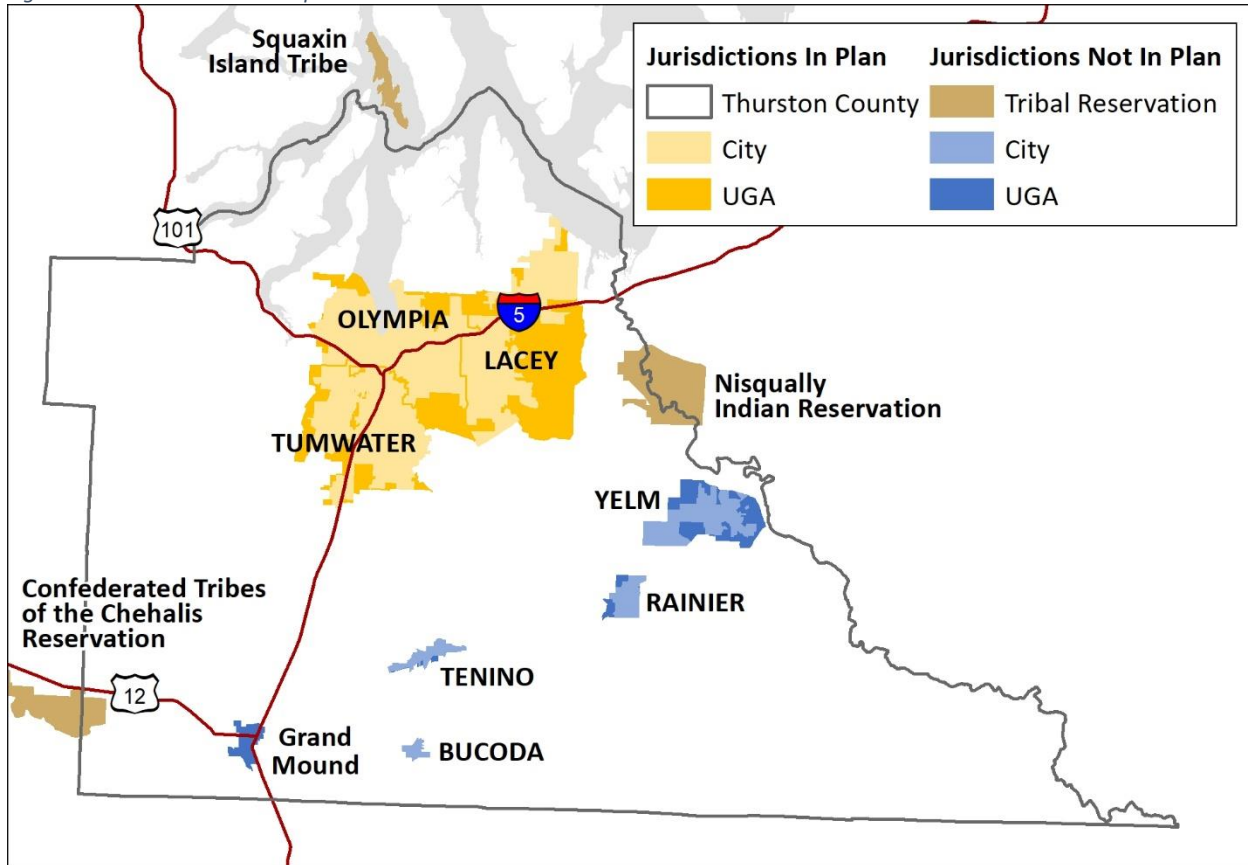 Squaxin
Island Tribe
Jurisdictions In Plan
Thurston County
City
UGA
Jurisdictions Not In Plan
Tribal Reservation
City
UGA
101
5
OLYMPIA
LACEY
TUMWATER
Nisqually
Indian Reservation
YELM
RAINIER
Confederated Tribes
of the Chehalis
Reservation
12
TENINO
Grand
Mound
BUCODA